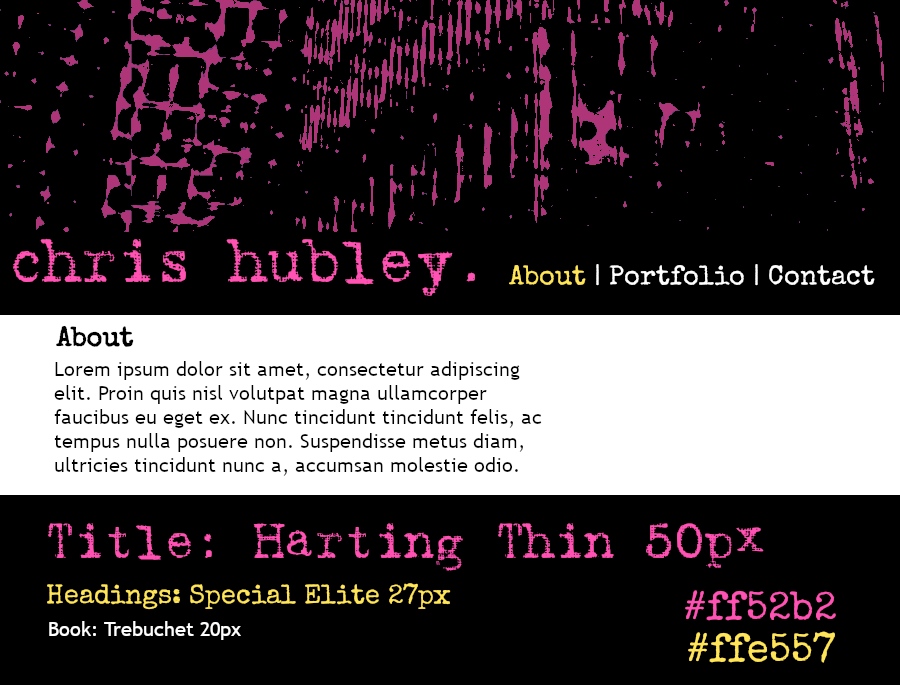 chris hubley.
About | Portfolio | Contact
About
Lorem ipsum dolor sit amet, consectetur adipiscing
elit. Proin quis nisl volutpat magna ullamcorper
faucibus eu eget ex. Nunc tincidunt tincidunt felis, ac
tempus nulla posuere non. Suspendisse metus diam,
ultricies tincidunt nunc a, accumsan molestie odio.
Title: Harting Thin 50px
Headings: Special Elite 27px
Book: Trebuchet 20px
#ff52b2
#ffe557